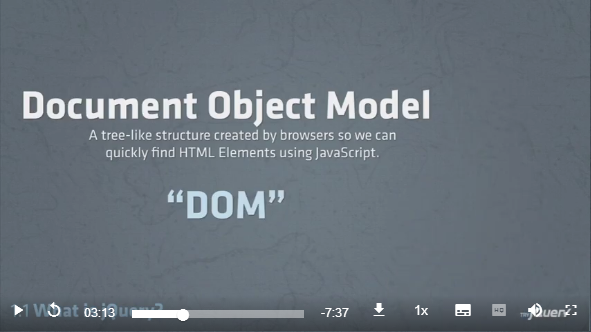 Document Object Model
A tree-like structure created by browsers so we can
quickly find HTML Elements using JavaScript.
“DOM”
1.1 What is jQuery?
03:13
-7:37
1x
HD
jQuery